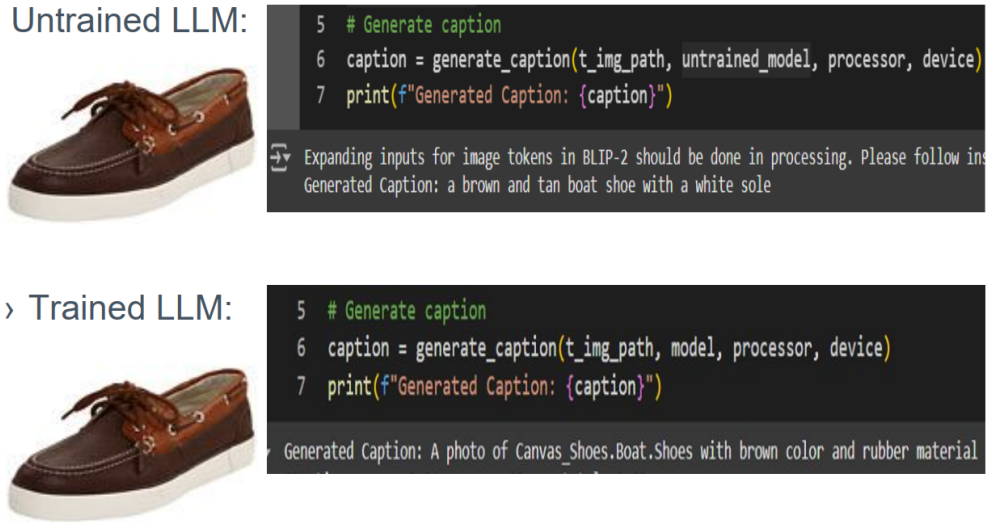 Untrained LLM:
5 # Generate caption
6 caption = generate_caption(t_img_path, untrained_model, processor, device)
7 print(f"Generated Caption: {caption}")
Expanding inputs for image tokens in BLIP-2 should be done in processing. Please follow ins
Generated Caption: a brown and tan boat shoe with a white sole
› Trained LLM:
5 # Generate caption
6 caption = generate_caption(t_img_path, model, processor, device)
7 print(f"Generated Caption: {caption}")
Generated Caption: A photo of Canvas_Shoes.Boat.Shoes with brown color and rubber material